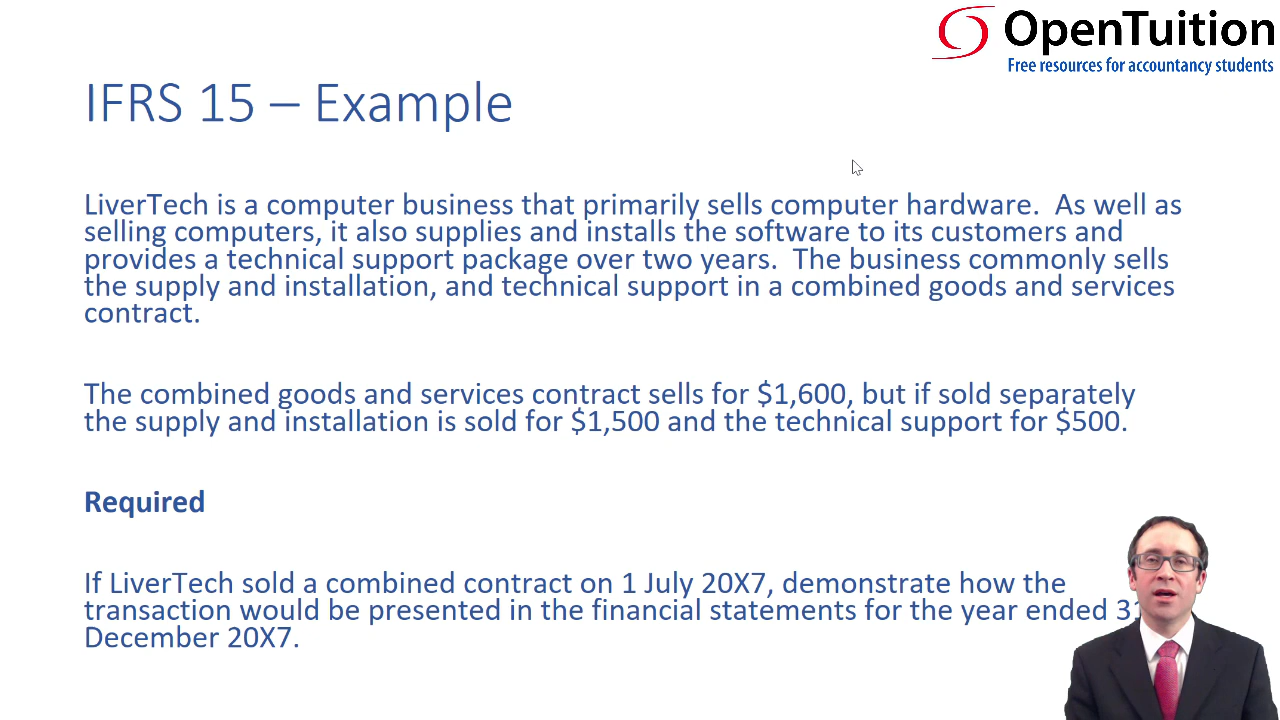 OpenTuition
Free resources for accountancy students
IFRS 15 – Example
LiverTech is a computer business that primarily sells computer hardware.  As well as
selling computers, it also supplies and installs the software to its customers and
provides a technical support package over two years.  The business commonly sells
the supply and installation, and technical support in a combined goods and services
contract.
The combined goods and services contract sells for $1,600, but if sold separately
the supply and installation is sold for $1,500 and the technical support for $500.
Required
If LiverTech sold a combined contract on 1 July 20X7, demonstrate how the
transaction would be presented in the financial statements for the year ended
December 20X7.